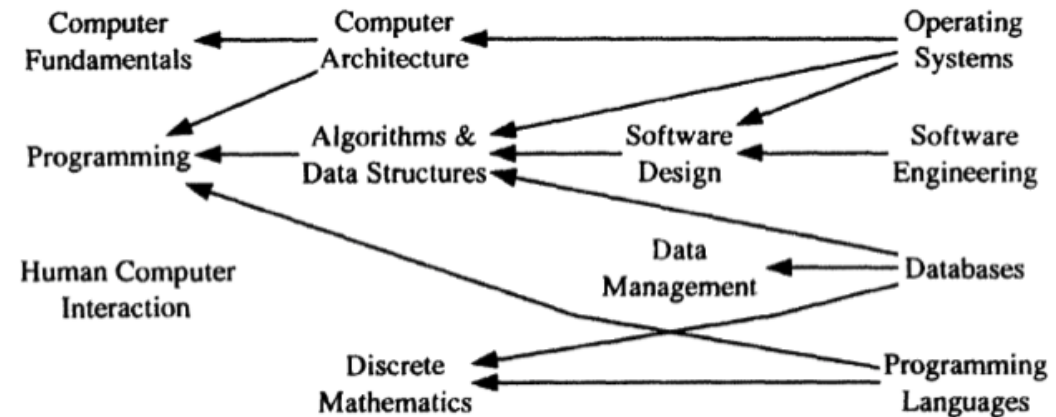 Computer
Fundamentals
Computer
Architecture
Operating
Systems
Programming
Algorithms &
Data Structures
Software
Design
Software
Engineering
Human Computer
Interaction
Data
Management
Databases
Discrete
Mathematics
Programming
Languages